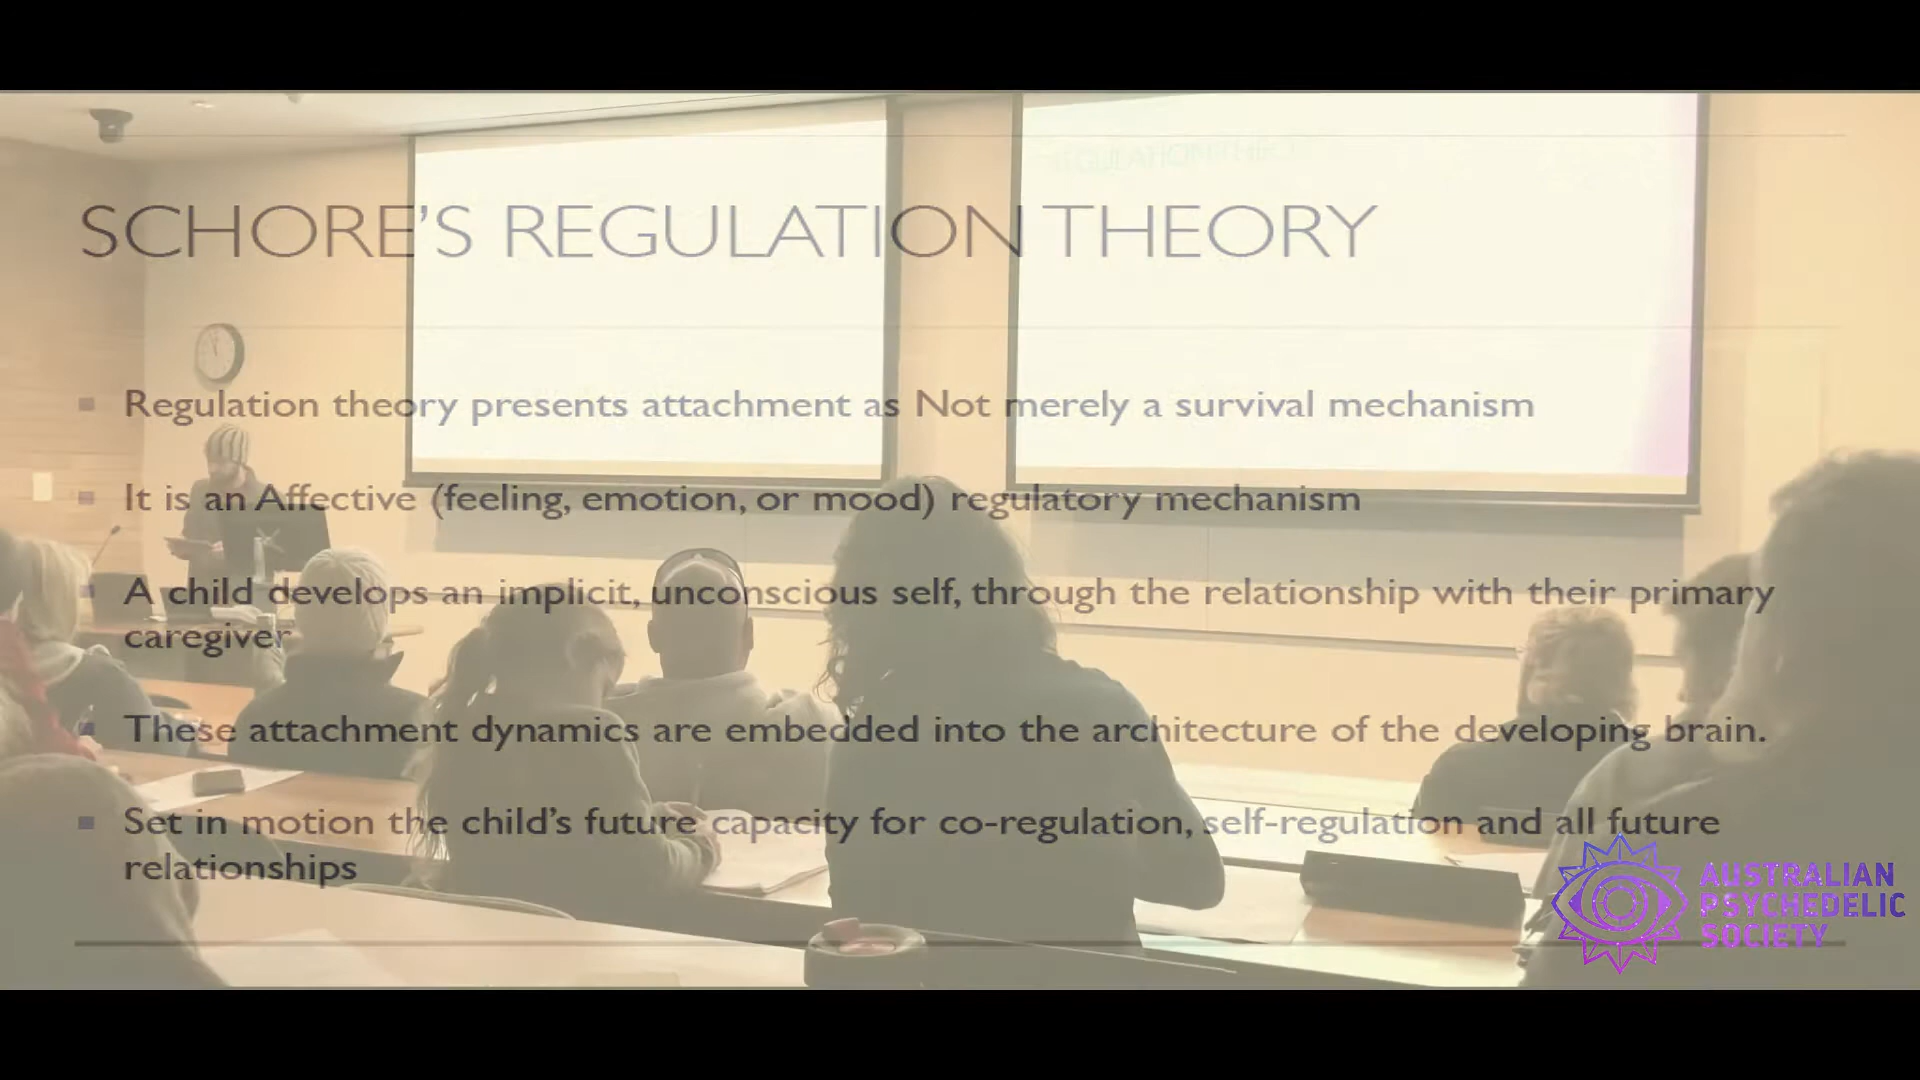 SCHORE'S REGULATION THEORY
Regulation theory presents attachment as Not merely a survival mechanism
It is an Affective (feeling, emotion, or mood) regulatory mechanism
A child develops an implicit, unconscious self, through the relationship with their primary
caregiver
These attachment dynamics are embedded into the architecture of the developing brain.
Set in motion the child's future capacity for co-regulation, self-regulation and all future
relationships
AUSTRALIAN
PSYCHEDELIC
SOCIETY